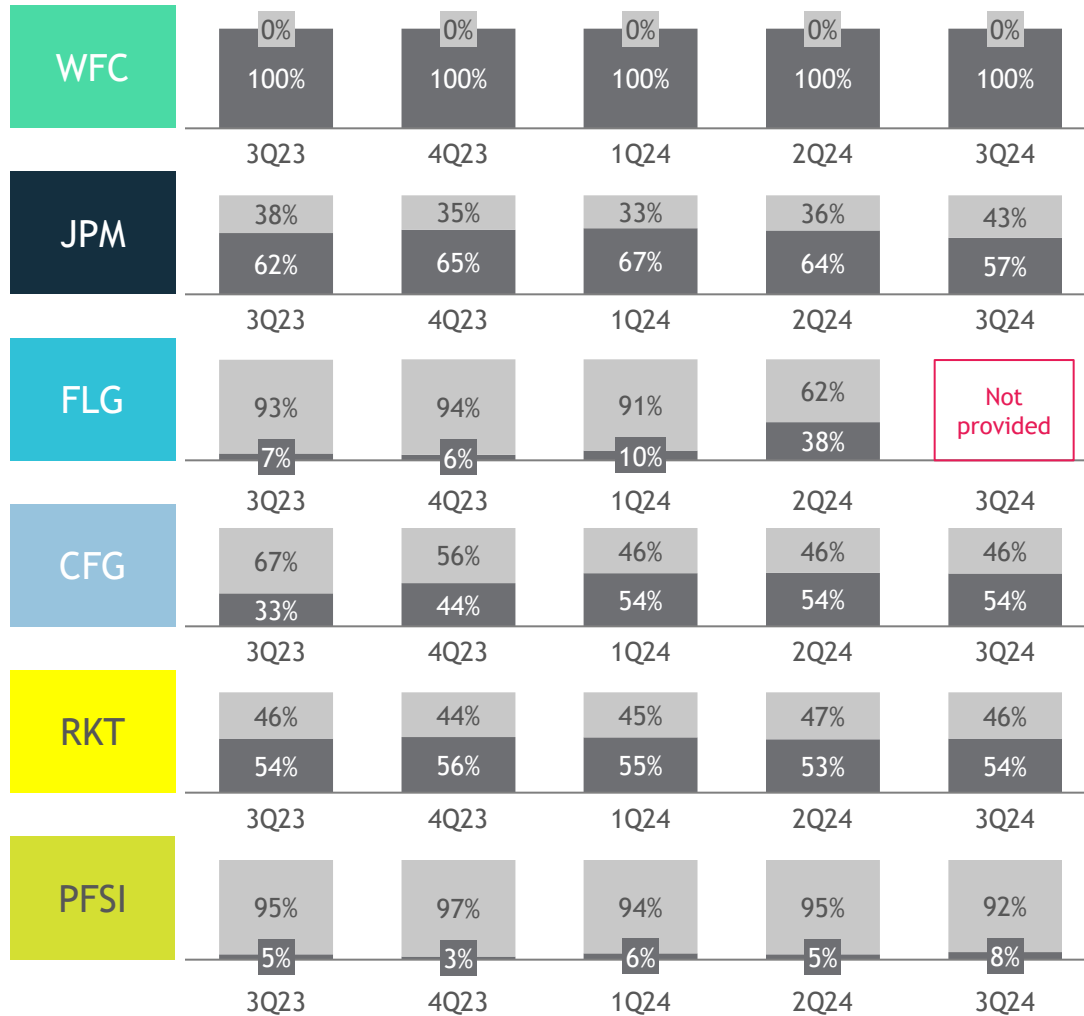 WFC
0% 0% 0% 0% 0%
100% 100% 100% 100% 100%
3Q23 4Q23 1Q24 2Q24 3Q24
JPM
38% 35% 33% 36% 43%
62% 65% 67% 64% 57%
3Q23 4Q23 1Q24 2Q24 3Q24
FLG
93% 94% 91% 62% Not
provided
7% 6% 10% 38%
3Q23 4Q23 1Q24 2Q24 3Q24
CFG
67% 56% 46% 46% 46%
33% 44% 54% 54% 54%
3Q23 4Q23 1Q24 2Q24 3Q24
RKT
46% 44% 45% 47% 46%
54% 56% 55% 53% 54%
3Q23 4Q23 1Q24 2Q24 3Q24
PFSI
95% 97% 94% 95% 92%
5% 3% 6% 5% 8%
3Q23 4Q23 1Q24 2Q24 3Q24